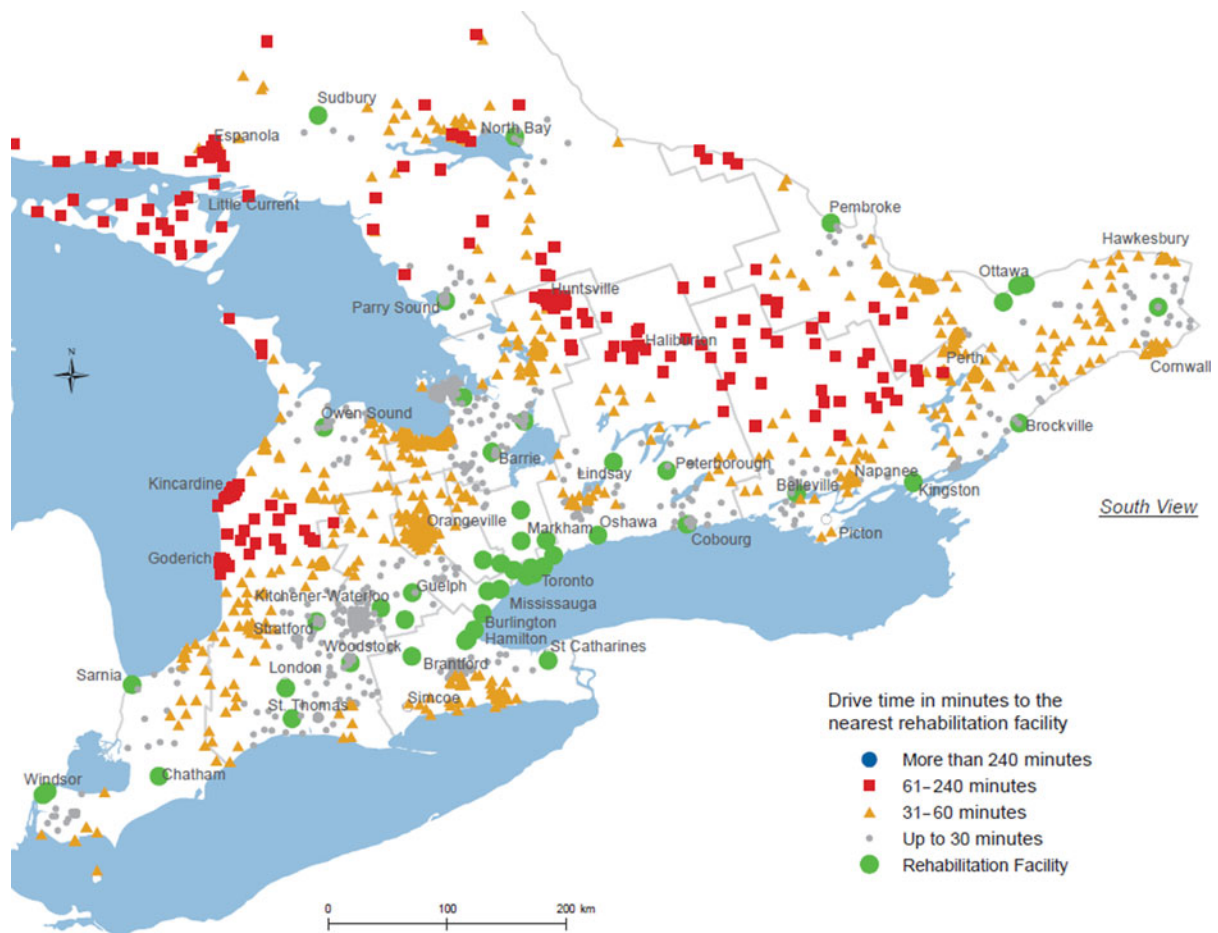 Sudbury
North Bay
Espanola
Little Current
Pembroke
Hawkesbury
Ottawa
Huntsville
Parry Sound
N
Haliburton
Perth
Cornwall
Owen Sound
Brockville
Barrie
Lindsay
Peterborough
Napanee
Kincardine
Belleville
Kingston
South View
Orangeville
Markham
Oshawa
Cobourg
Picton
Goderich
Toronto
Guelph
Kitchener-Waterloo
Mississauga
Stratford
Burlington
Hamilton
Woodstock
St Catharines
London
Brantford
Sarnia
Simcoe
St. Thomas
Drive time in minutes to the
nearest rehabilitation facility
More than 240 minutes
61–240 minutes
31–60 minutes
Up to 30 minutes
Rehabilitation Facility
Windsor
Chatham
0 100 200 km